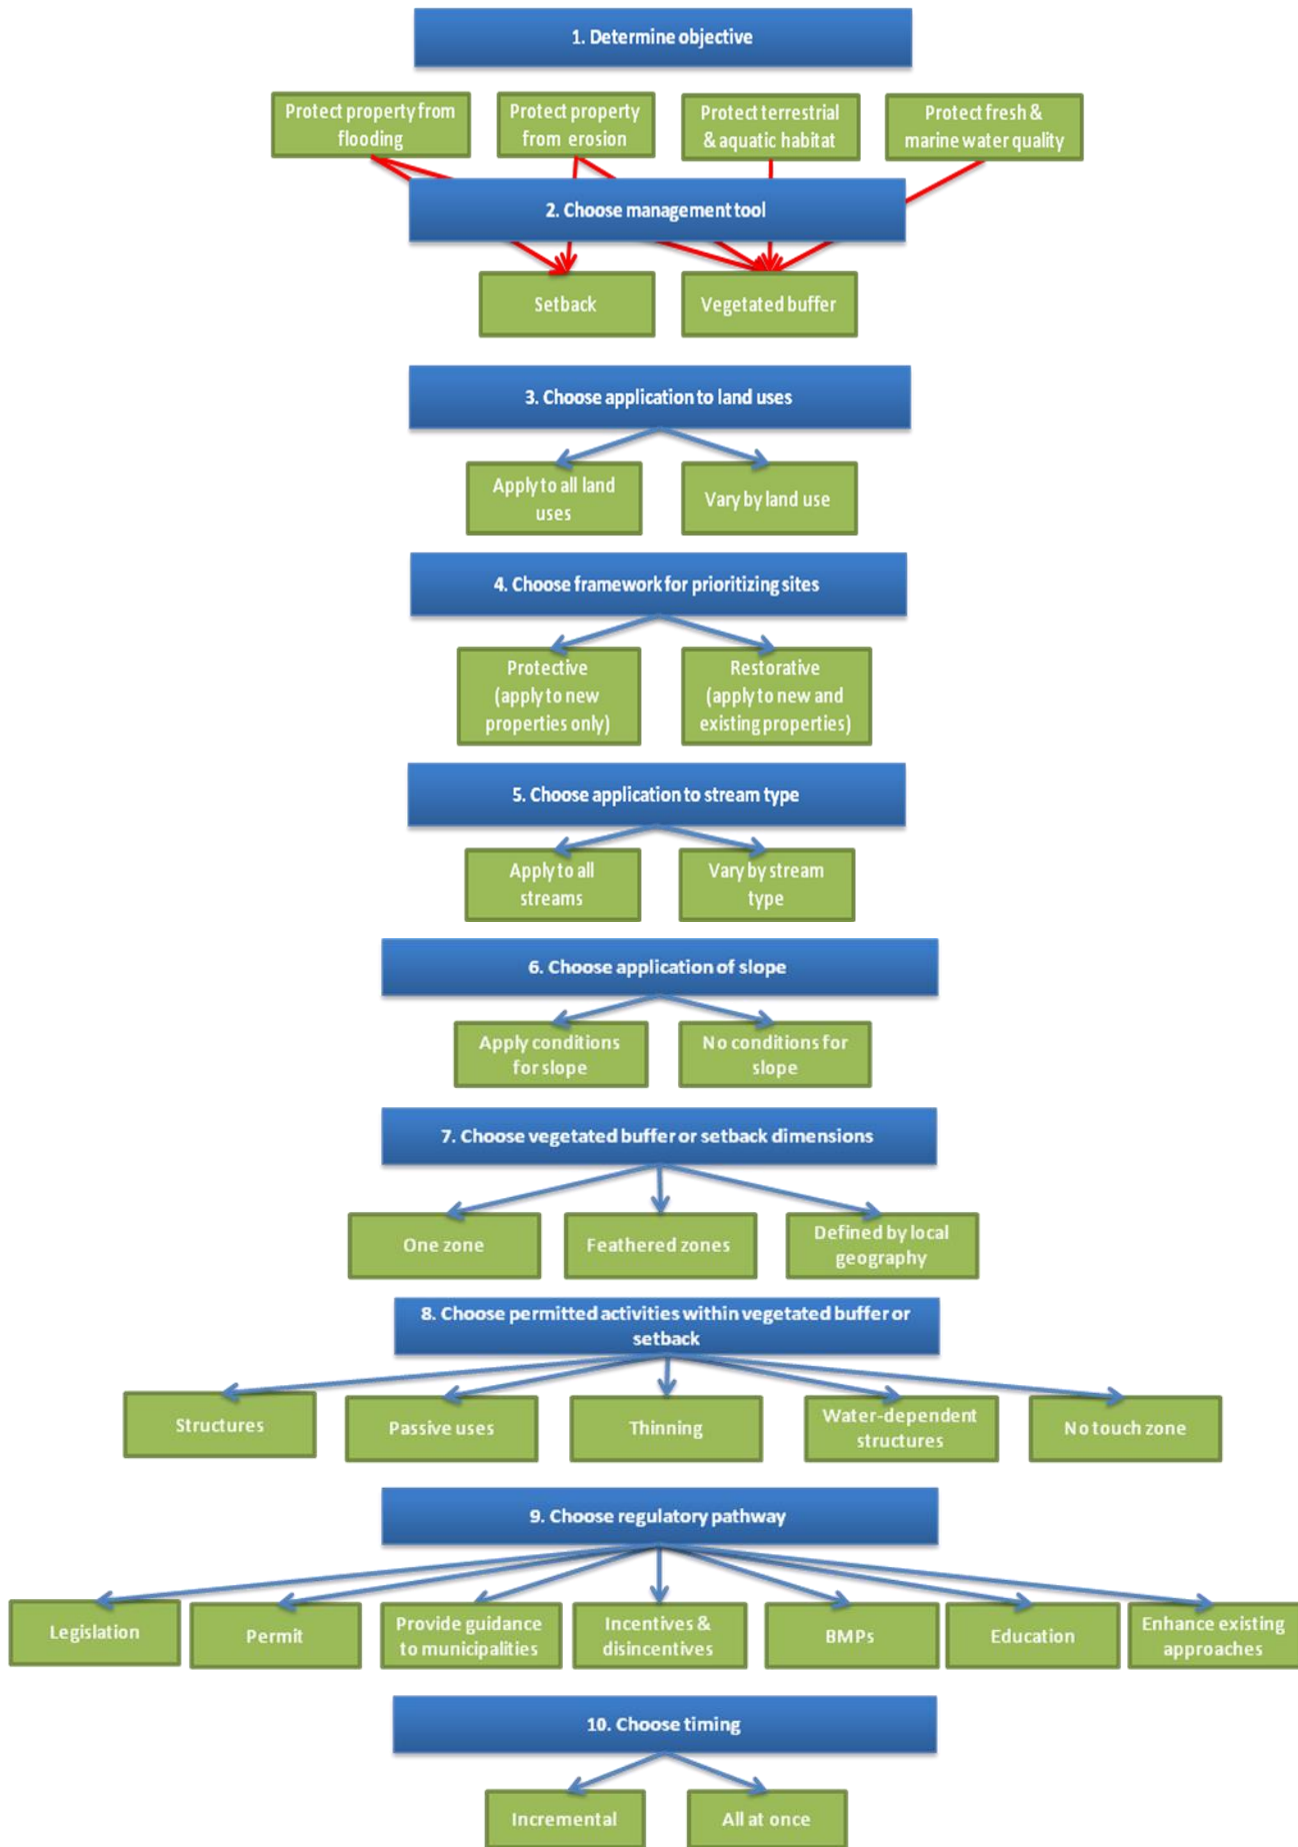 1. Determine objective
Protect property from
flooding
Protect property
from erosion
Protect terrestrial
& aquatic habitat
Protect fresh &
marine water quality
2. Choose management tool
Setback
Vegetated buffer
3. Choose application to land uses
Apply to all land
uses
Vary by land use
4. Choose framework for prioritizing sites
Protective
(apply to new
properties only)
Restorative
(apply to new and
existing properties)
5. Choose application to stream type
Apply to all
streams
Vary by stream
type
6. Choose application of slope
Apply conditions
for slope
No conditions for
slope
7. Choose vegetated buffer or setback dimensions
One zone
Feathered zones
Defined by local
geography
8. Choose permitted activities within vegetated buffer or
setback
Structures
Passive uses
Thinning
Water-dependent
structures
No touch zone
9. Choose regulatory pathway
Legislation
Permit
Provide guidance
to municipalities
Incentives &
disincentives
BMPs
Education
Enhance existing
approaches
10. Choose timing
Incremental
All at once